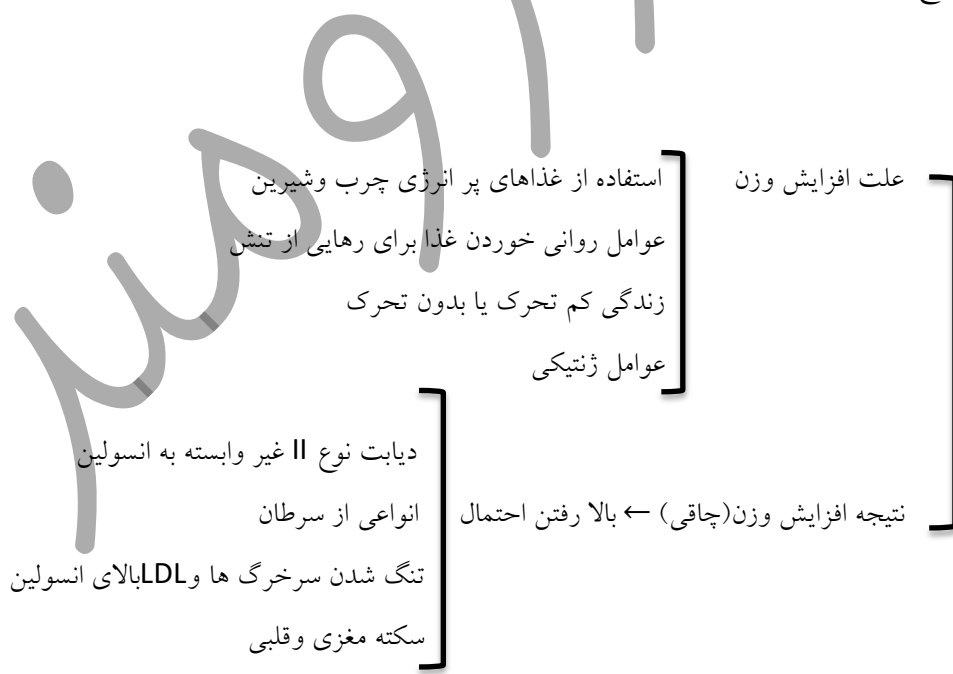 علت افزایش وزن
استفاده از غذاهای پر انرژی چرب وشیرین
عوامل روانی خوردن غذا برای رهایی از تنش
زندگی کم تحرک یا بدون تحرک
عوامل ژنتیکی
نتیجه افزایش وزن(چاقی) ← بالا رفتن احتمال
دیابت نوع II غیر وابسته به انسولین
انواعی از سرطان
تنگ شدن سرخرگ ها وLDLبالای انسولین
سکته مغزی وقلبی